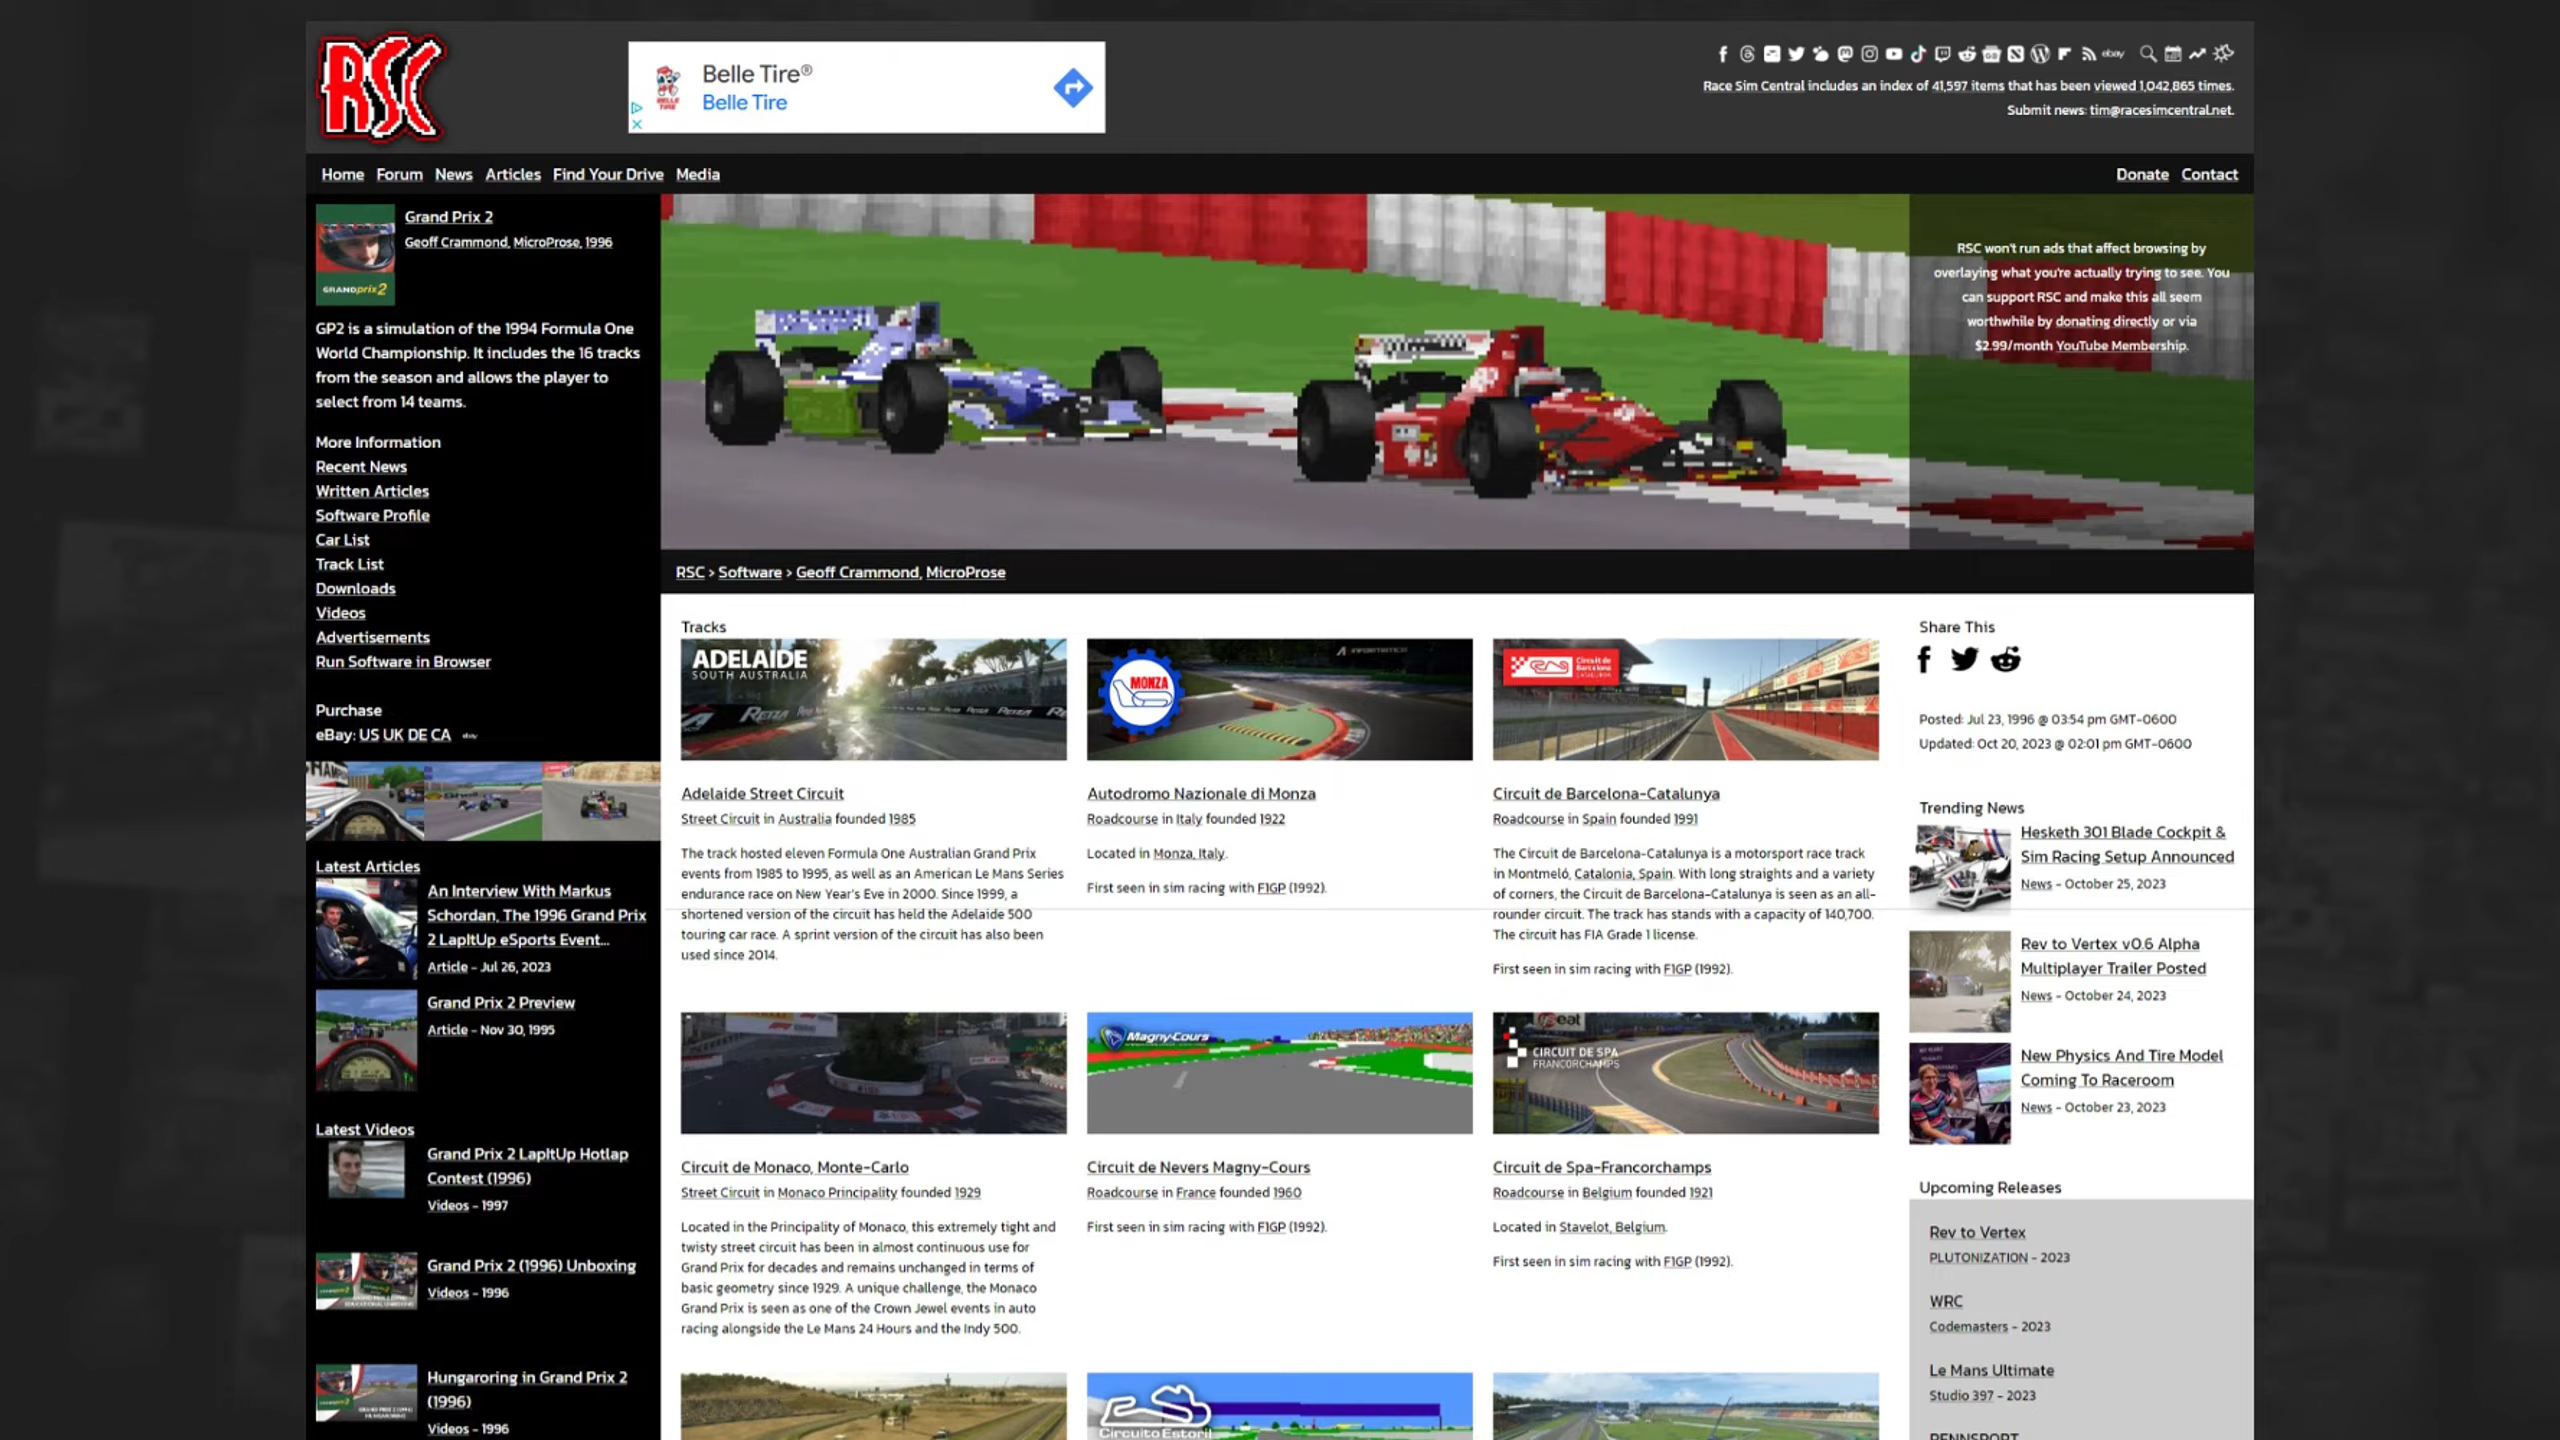 RSC
Belle Tire®
Belle Tire
BELLE TIRE
ebay
Race Sim Central includes an index of 41,597 items that has been viewed 1,042,865 times.
Submit news: tim@racesimcentral.net.
Home Forum News Articles Find Your Drive Media
Donate Contact
Grand Prix 2
Geoff Crammond, MicroProse, 1996
GRANDprix2
GP2 is a simulation of the 1994 Formula One
World Championship. It includes the 16 tracks
from the season and allows the player to
select from 14 teams.
More Information
Recent News
Written Articles
Software Profile
Car List
Track List
Downloads
Videos
Advertisements
Run Software in Browser
Purchase
eBay: US UK DE CA ebay
Latest Articles
An Interview With Markus
Schordan, The 1996 Grand Prix
2 LapItUp eSports Event...
Article - Jul 26, 2023
Grand Prix 2 Preview
Article - Nov 30, 1995
Latest Videos
Grand Prix 2 LapItUp Hotlap
Contest (1996)
Videos - 1997
Grand Prix 2 (1996) Unboxing
Videos - 1996
Hungaroring in Grand Prix 2
(1996)
Videos - 1996
RSC won't run ads that affect browsing by
overlaying what you're actually trying to see. You
can support RSC and make this all seem
worthwhile by donating directly or via
$2.99/month YouTube Membership.
RSC > Software > Geoff Crammond, MicroProse
Tracks
ADELAIDE
SOUTH AUSTRALIA
REIZA
MONZA
Circuit de
Barcelona
Adelaide Street Circuit
Street Circuit in Australia founded 1985
The track hosted eleven Formula One Australian Grand Prix
events from 1985 to 1995, as well as an American Le Mans Series
endurance race on New Year's Eve in 2000. Since 1999, a
shortened version of the circuit has held the Adelaide 500
touring car race. A sprint version of the circuit has also been
used since 2014.
Autodromo Nazionale di Monza
Roadcourse in Italy founded 1922
Located in Monza, Italy.
First seen in sim racing with F1GP (1992).
Circuit de Barcelona-Catalunya
Roadcourse in Spain founded 1991
The Circuit de Barcelona-Catalunya is a motorsport race track
in Montmeló, Catalonia, Spain. With long straights and a variety
of corners, the Circuit de Barcelona-Catalunya is seen as an all-
rounder circuit. The track has stands with a capacity of 140,700.
The circuit has FIA Grade 1 license.
First seen in sim racing with F1GP (1992).
Magny-Cours
seat
CIRCUIT DE SPA
FRANCORCHAMPS
Circuit de Monaco, Monte-Carlo
Street Circuit in Monaco Principality founded 1929
Located in the Principality of Monaco, this extremely tight and
twisty street circuit has been in almost continuous use for
Grand Prix for decades and remains unchanged in terms of
basic geometry since 1929. A unique challenge, the Monaco
Grand Prix is seen as one of the Crown Jewel events in auto
racing alongside the Le Mans 24 Hours and the Indy 500.
Circuit de Nevers Magny-Cours
Roadcourse in France founded 1960
First seen in sim racing with F1GP (1992).
Circuit de Spa-Francorchamps
Roadcourse in Belgium founded 1921
Located in Stavelot, Belgium.
First seen in sim racing with F1GP (1992).
Circuito Estoril
Share This
Posted: Jul 23, 1996 @ 03:54 pm GMT-0600
Updated: Oct 20, 2023 @ 02:01 pm GMT-0600
Trending News
Hesketh 301 Blade Cockpit &
Sim Racing Setup Announced
News - October 25, 2023
Rev to Vertex v0.6 Alpha
Multiplayer Trailer Posted
News - October 24, 2023
New Physics And Tire Model
Coming To Raceroom
News - October 23, 2023
Upcoming Releases
Rev to Vertex
PLUTONIZATION - 2023
WRC
Codemasters - 2023
Le Mans Ultimate
Studio 397 - 2023
RENNSPORT